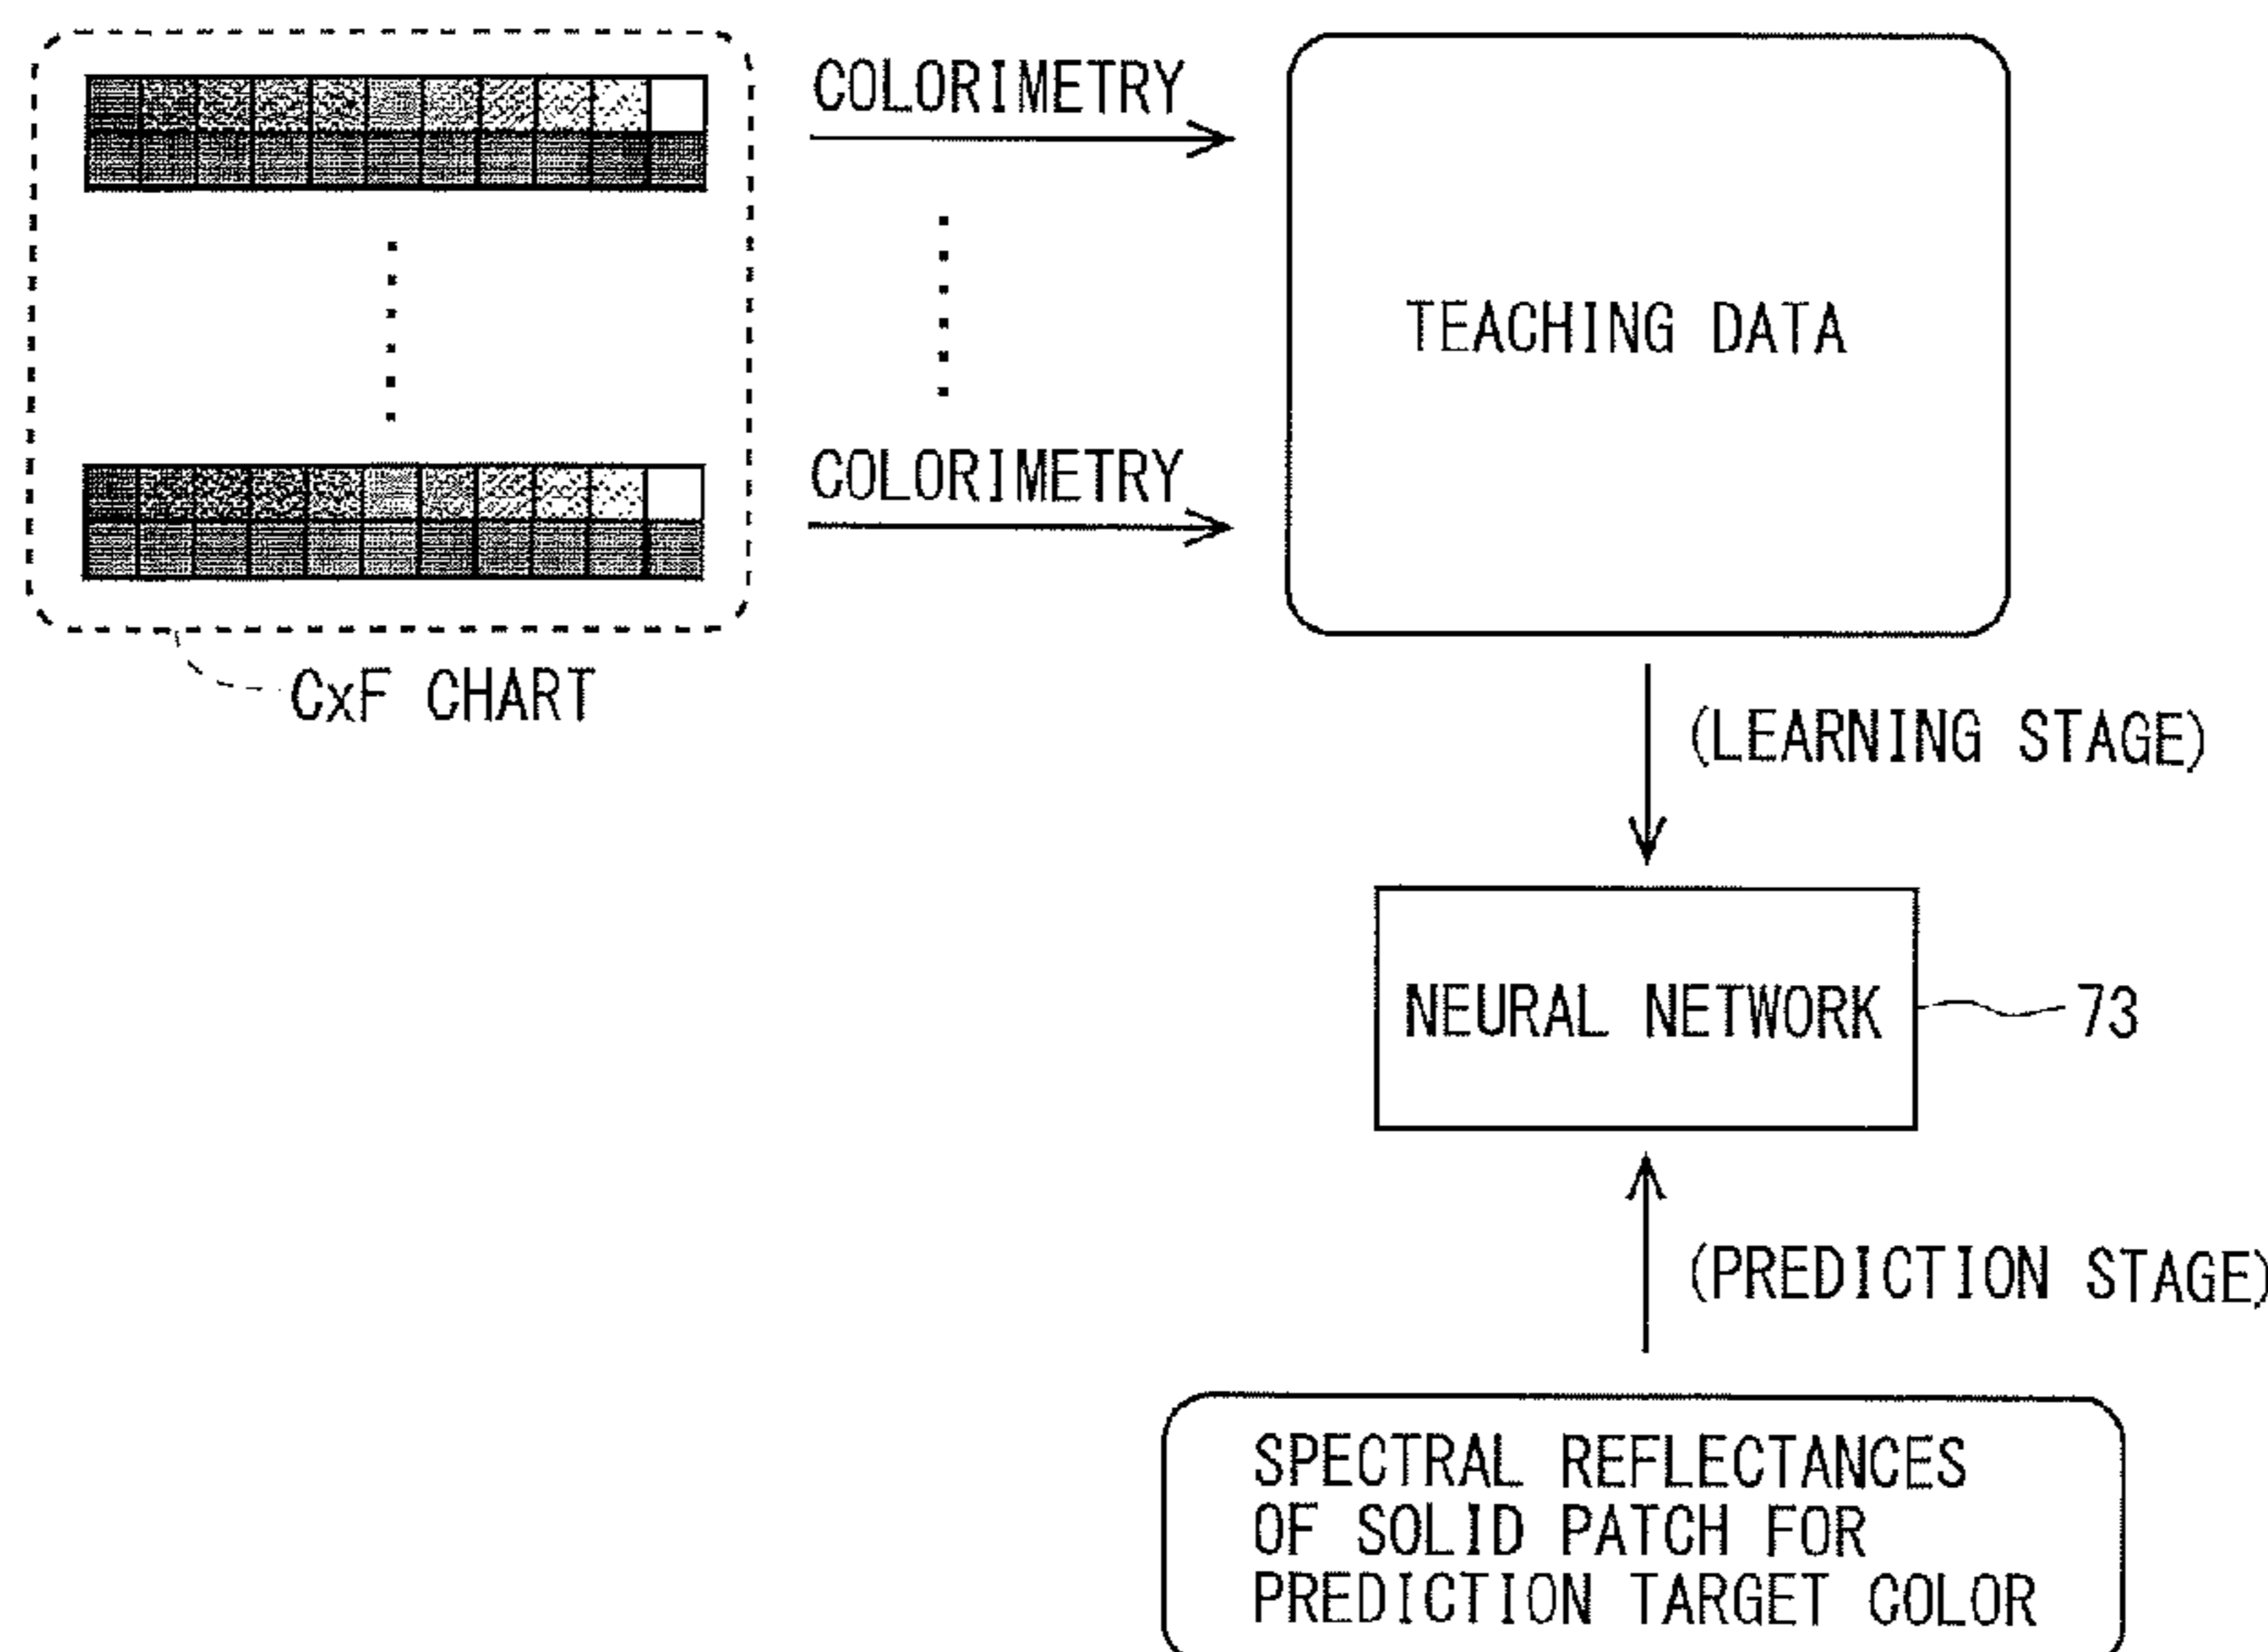 COLORIMETRY
TEACHING DATA
COLORIMETRY
CxF CHART
(LEARNING STAGE)
NEURAL NETWORK
73
(PREDICTION STAGE)
SPECTRAL REFLECTANCES
OF SOLID PATCH FOR
PREDICTION TARGET COLOR